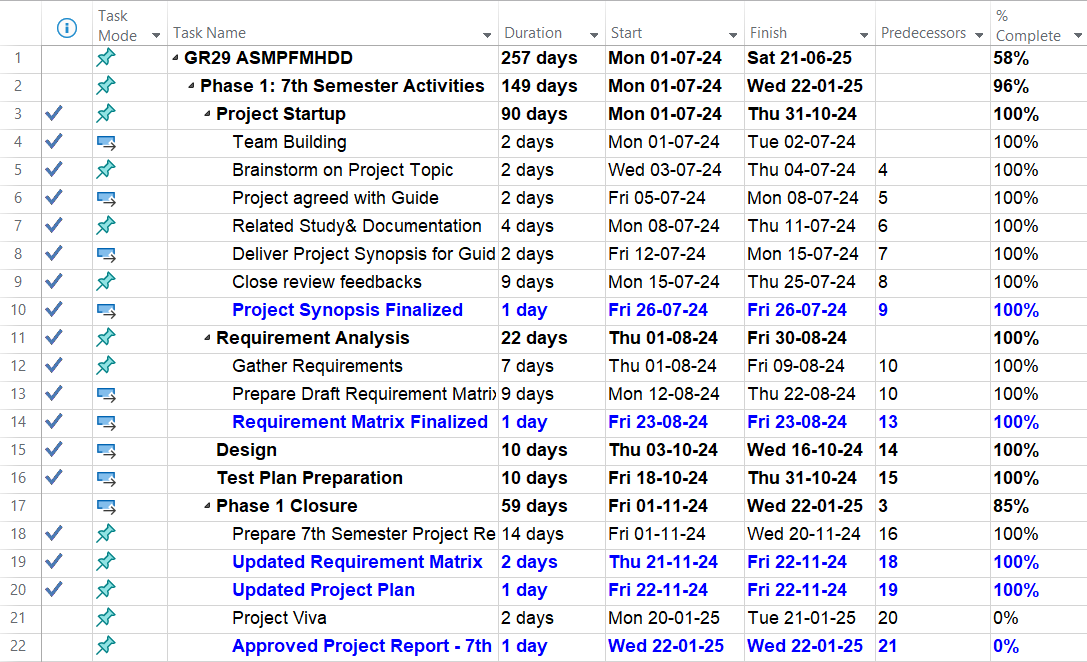 Task Mode Task Name Duration Start Finish Predecessors % Complete
1 GR29 ASMPFMHDD 257 days Mon 01-07-24 Sat 21-06-25 58%
2 Phase 1: 7th Semester Activities 149 days Mon 01-07-24 Wed 22-01-25 96%
3 Project Startup 90 days Mon 01-07-24 Thu 31-10-24 100%
4 Team Building 2 days Mon 01-07-24 Tue 02-07-24 100%
5 Brainstorm on Project Topic 2 days Wed 03-07-24 Thu 04-07-24 4 100%
6 Project agreed with Guide 2 days Fri 05-07-24 Mon 08-07-24 5 100%
7 Related Study& Documentation 4 days Mon 08-07-24 Thu 11-07-24 6 100%
8 Deliver Project Synopsis for Guid 2 days Fri 12-07-24 Mon 15-07-24 7 100%
9 Close review feedbacks 9 days Mon 15-07-24 Thu 25-07-24 8 100%
10 Project Synopsis Finalized 1 day Fri 26-07-24 Fri 26-07-24 9 100%
11 Requirement Analysis 22 days Thu 01-08-24 Fri 30-08-24 100%
12 Gather Requirements 7 days Thu 01-08-24 Fri 09-08-24 10 100%
13 Prepare Draft Requirement Matrix 9 days Mon 12-08-24 Thu 22-08-24 10 100%
14 Requirement Matrix Finalized 1 day Fri 23-08-24 Fri 23-08-24 13 100%
15 Design 10 days Thu 03-10-24 Wed 16-10-24 14 100%
16 Test Plan Preparation 10 days Fri 18-10-24 Thu 31-10-24 15 100%
17 Phase 1 Closure 59 days Fri 01-11-24 Wed 22-01-25 3 85%
18 Prepare 7th Semester Project Re 14 days Fri 01-11-24 Wed 20-11-24 16 100%
19 Updated Requirement Matrix 2 days Thu 21-11-24 Fri 22-11-24 18 100%
20 Updated Project Plan 1 day Fri 22-11-24 Fri 22-11-24 19 100%
21 Project Viva 2 days Mon 20-01-25 Tue 21-01-25 20 0%
22 Approved Project Report - 7th 1 day Wed 22-01-25 Wed 22-01-25 21 0%